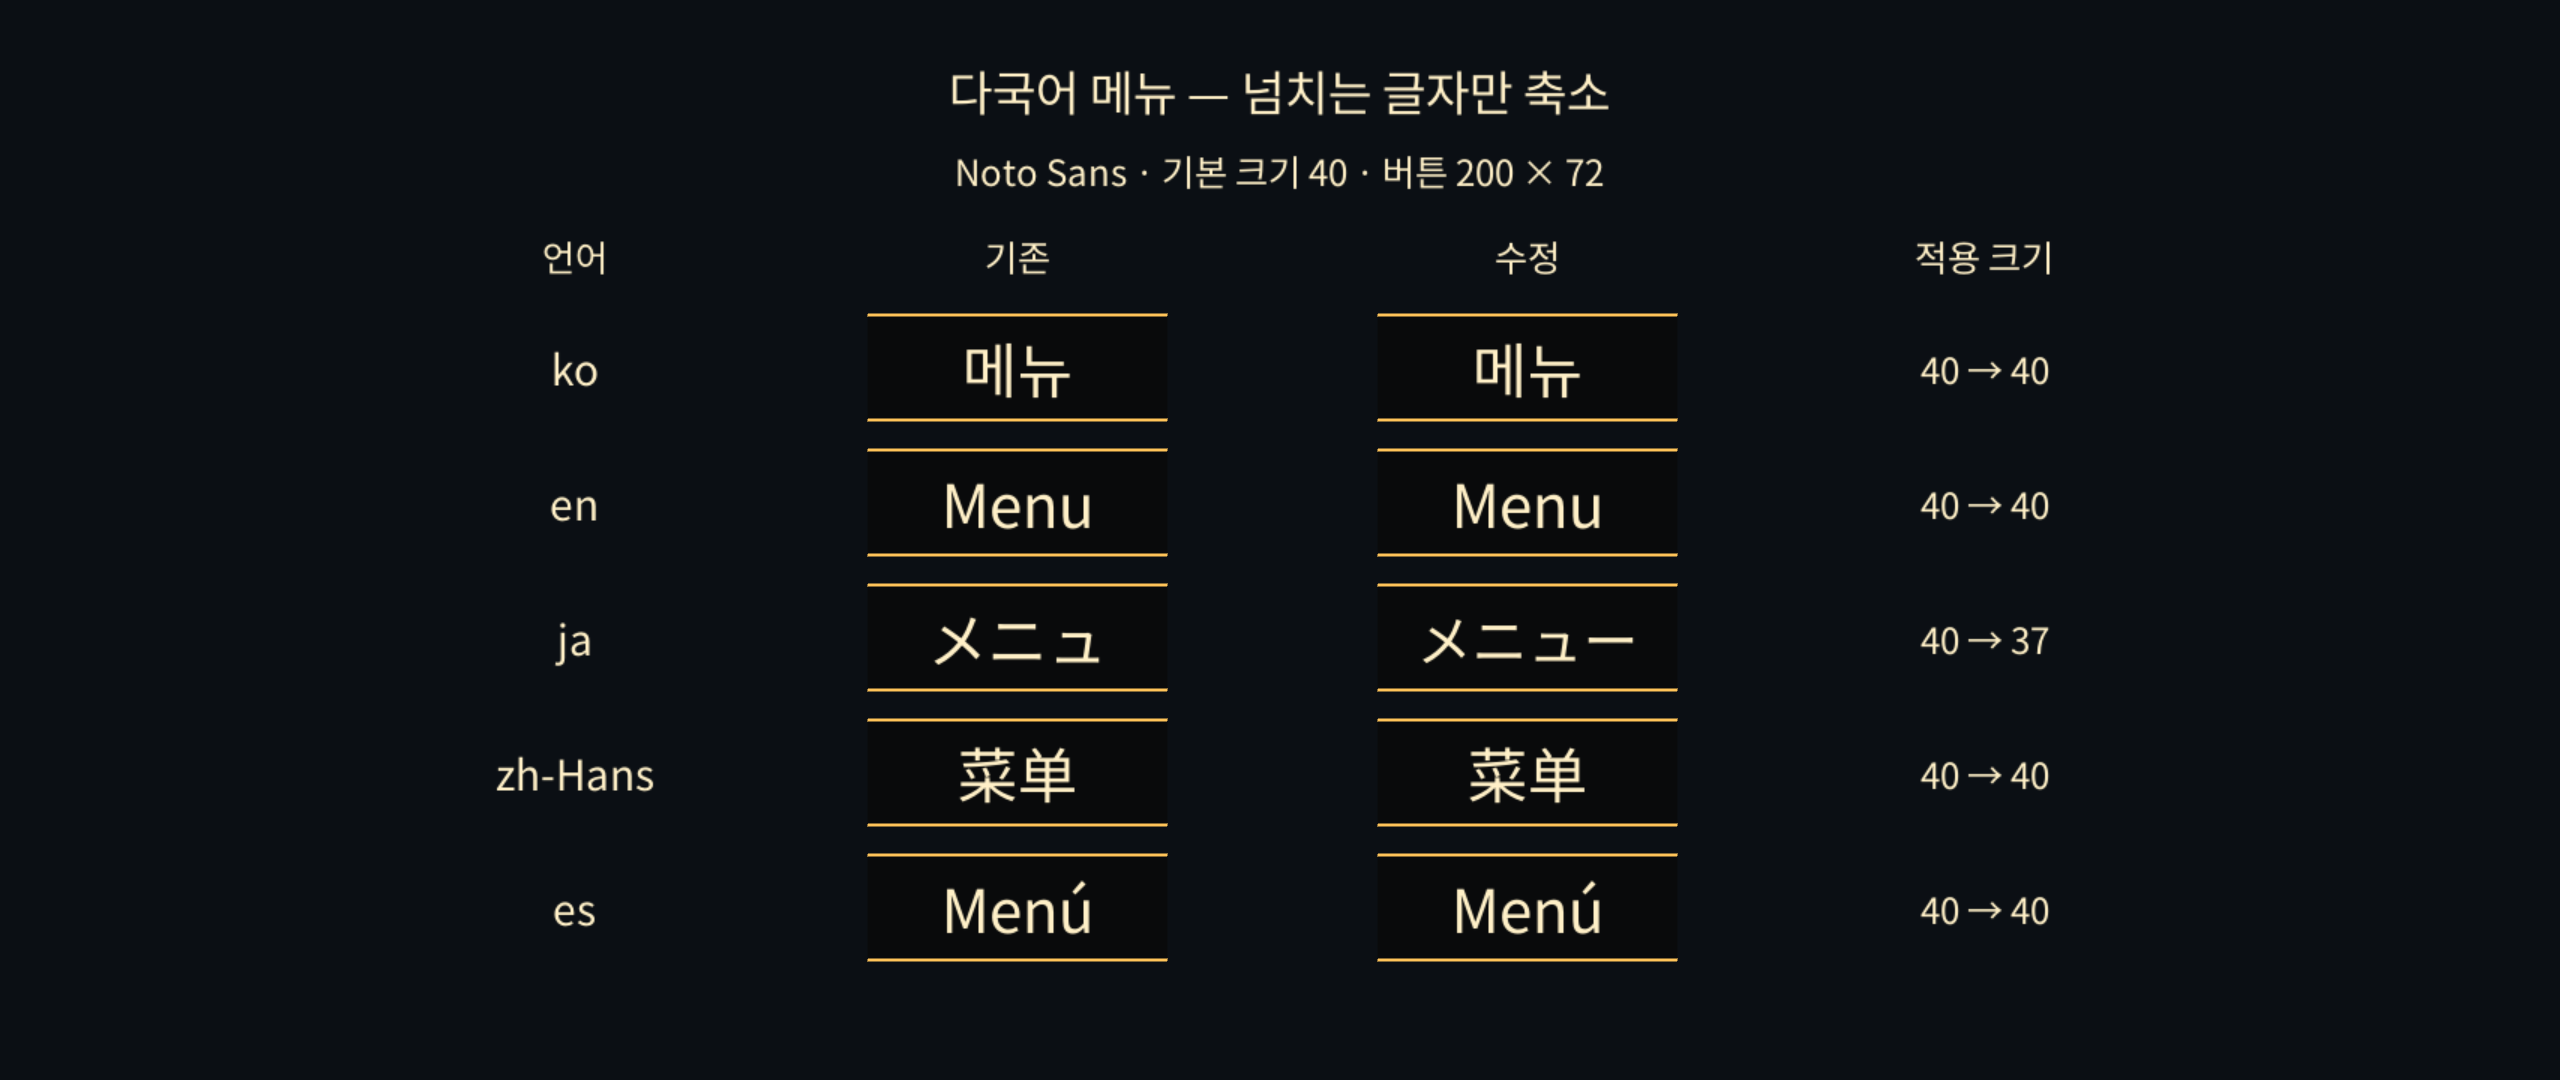 다국어 메뉴 — 넘치는 글자만 축소
Noto Sans · 기본 크기 40 · 버튼 200 × 72
언어 기존 수정 적용 크기
ko 메뉴 메뉴 40 → 40
en Menu Menu 40 → 40
ja メニュ メニュー 40 → 37
zh-Hans 菜单 菜单 40 → 40
es Menú Menú 40 → 40